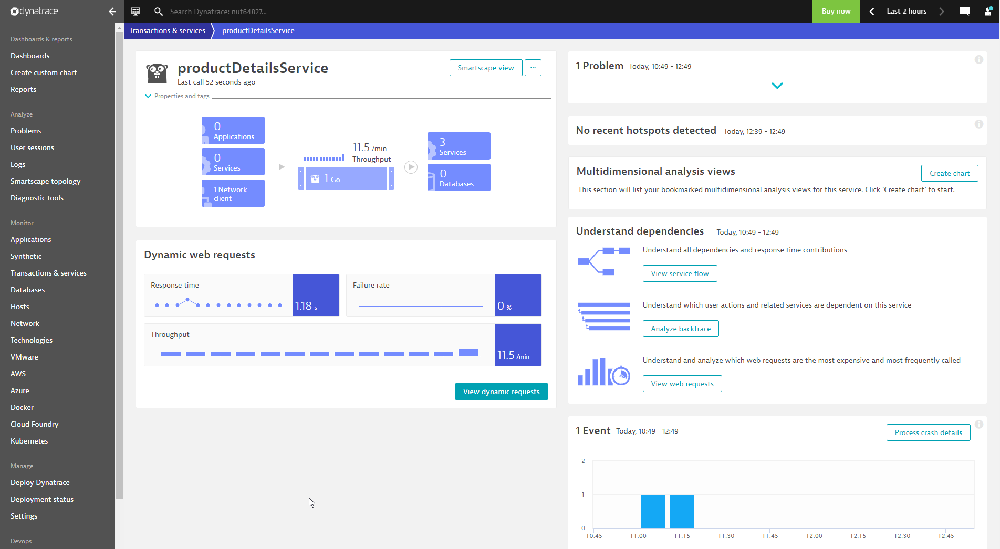 dynatrace
Search Dynatrace: nut64827...
Buy now
Last 2 hours
Transactions & services
productDetailsService
Dashboards & reports
Dashboards
Create custom chart
Reports
Analyze
Problems
User sessions
Logs
Smartscape topology
Diagnostic tools
Monitor
Applications
Synthetic
Transactions & services
Databases
Hosts
Network
Technologies
VMware
AWS
Azure
Docker
Cloud Foundry
Kubernetes
Manage
Deploy Dynatrace
Deployment status
Settings
Devops
productDetailsService
Last call 52 seconds ago
Smartscape view
...
Properties and tags
0
Applications
0
Services
1 Network
client
11.5 /min
Throughput
1 Go
3
Services
0
Databases
Dynamic web requests
Response time
1.18 s
Failure rate
0 %
Throughput
11.5 /min
View dynamic requests
1 Problem Today, 10:49 - 12:49
No recent hotspots detected Today, 12:39 - 12:49
Multidimensional analysis views
Create chart
This section will list your bookmarked multidimensional analysis views for this service. Click 'Create chart' to start.
Understand dependencies Today, 10:49 - 12:49
Understand all dependencies and response time contributions
View service flow
Understand which user actions and related services are dependent on this service
Analyze backtrace
Understand and analyze which web requests are the most expensive and most frequently called
View web requests
1 Event Today, 10:49 - 12:49
Process crash details
2
1
0
10:45 11:00 11:15 11:30 11:45 12:00 12:15 12:30 12:45